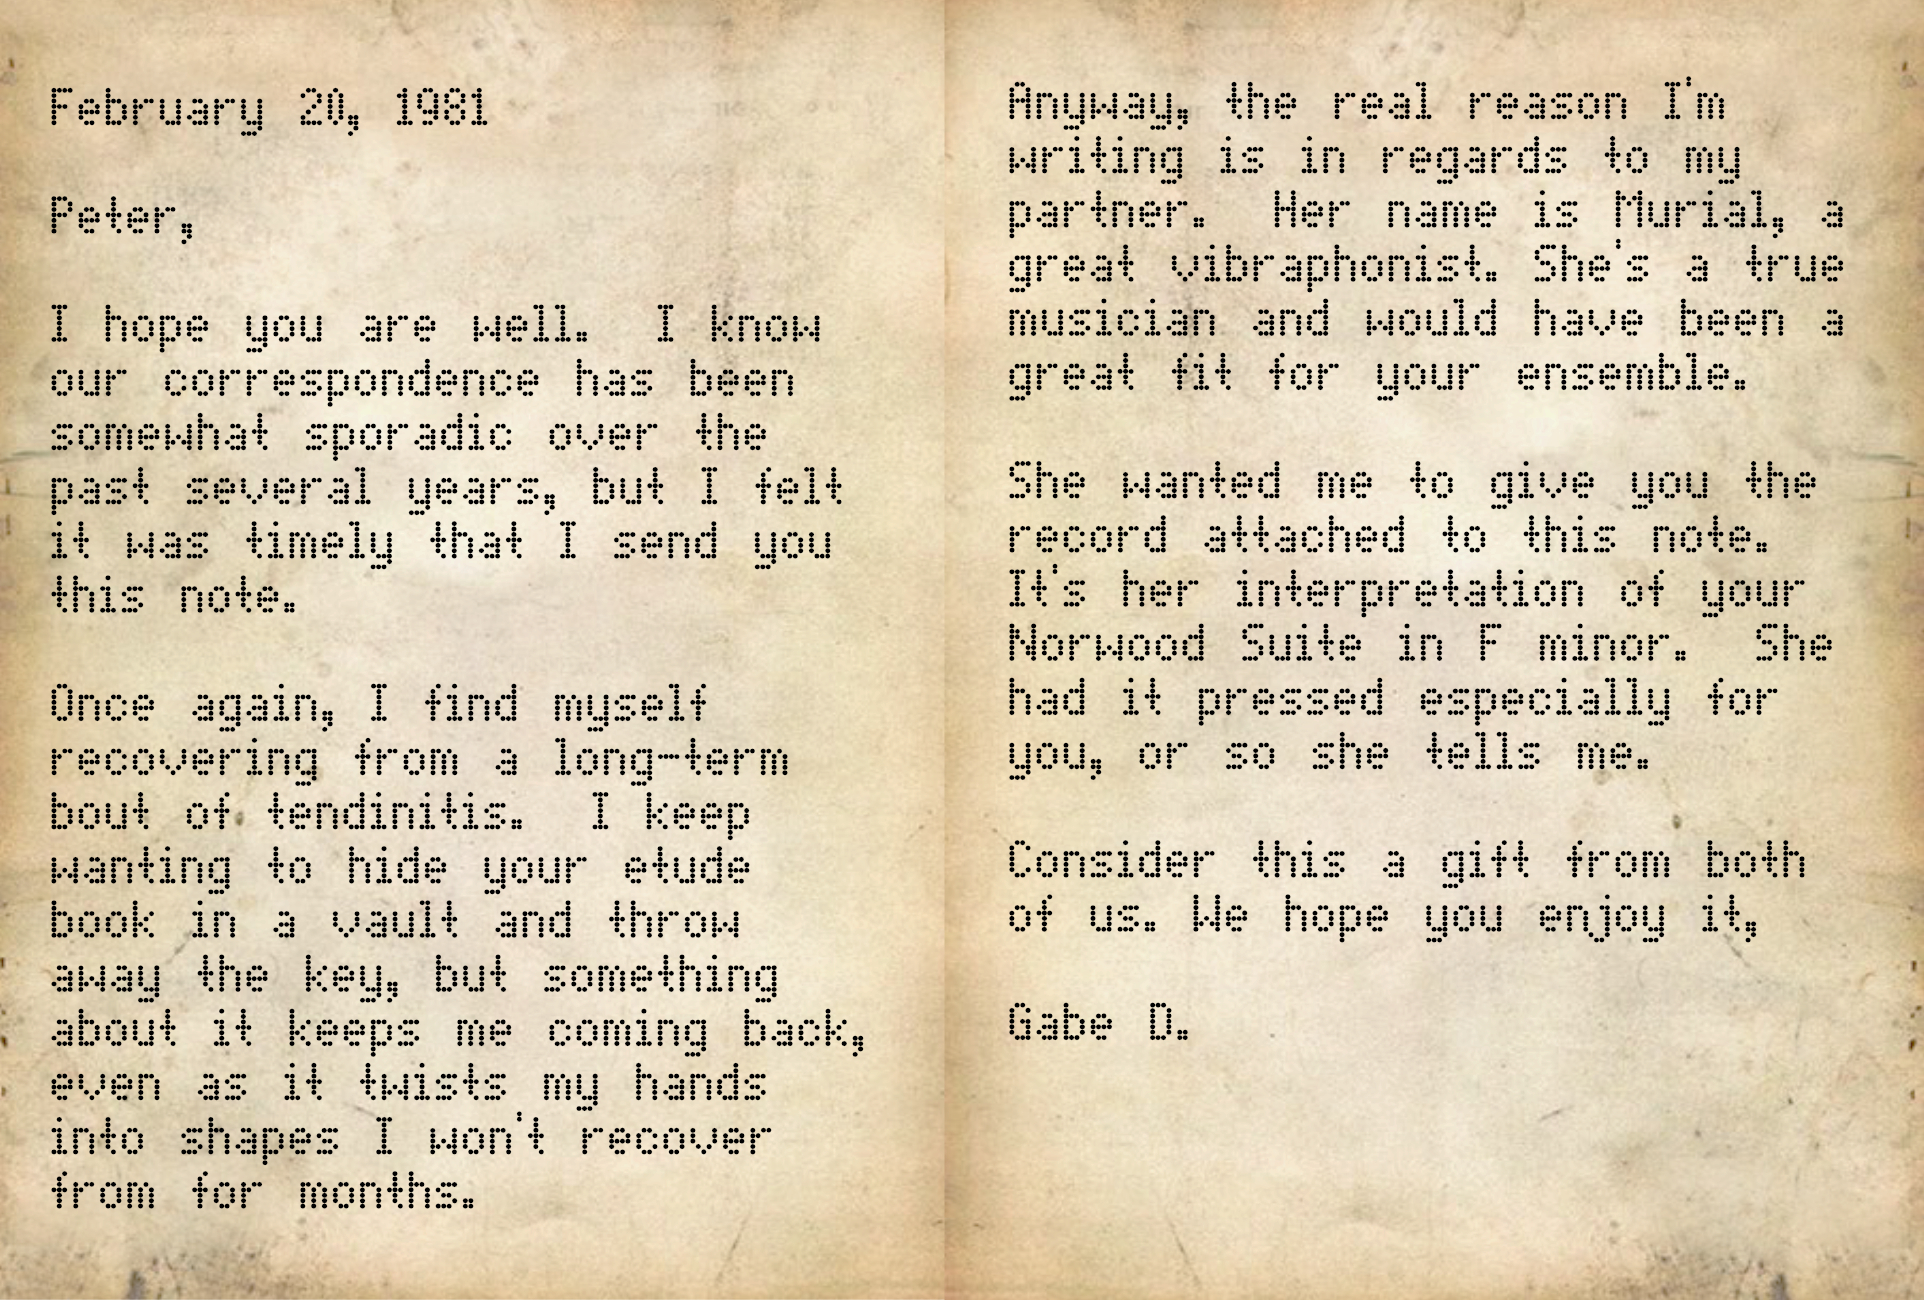 February 20, 1981
Peter,
I hope you are well.  I know
our correspondence has been
somewhat sporadic over the
past several years, but I felt
it was timely that I send you
this note.
Once again, I find myself
recovering from a long-term
bout of tendinitis.  I keep
wanting to hide your etude
book in a vault and throw
away the key, but something
about it keeps me coming back,
even as it twists my hands
into shapes I won't recover
from for months.
Anyway, the real reason I'm
writing is in regards to my
partner.  Her name is Murial, a
great vibraphonist. She's a true
musician and would have been a
great fit for your ensemble.
She wanted me to give you the
record attached to this note.
It's her interpretation of your
Norwood Suite in F minor.  She
had it pressed especially for
you, or so she tells me.
Consider this a gift from both
of us. We hope you enjoy it,
Gabe D.